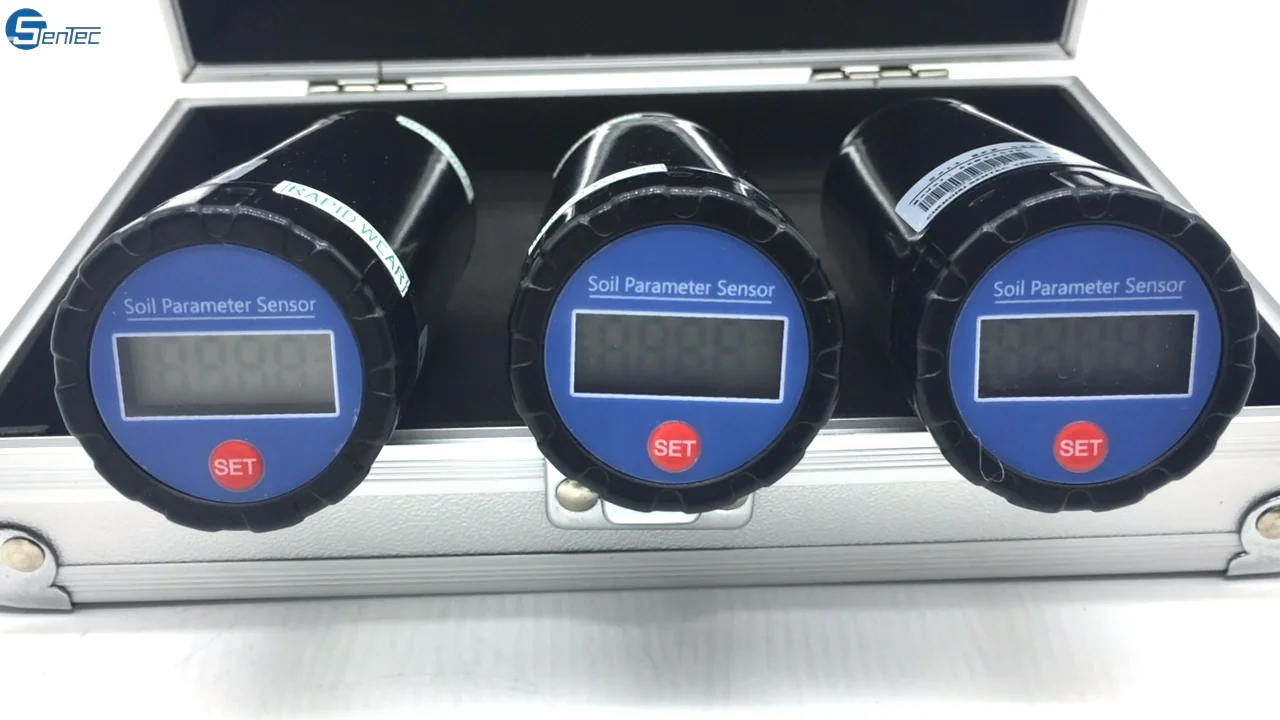 SenTec
RAPID WEAR
Soil Parameter Sensor
SET
Soil Parameter Sensor
SET
Soil Parameter Sensor
SET